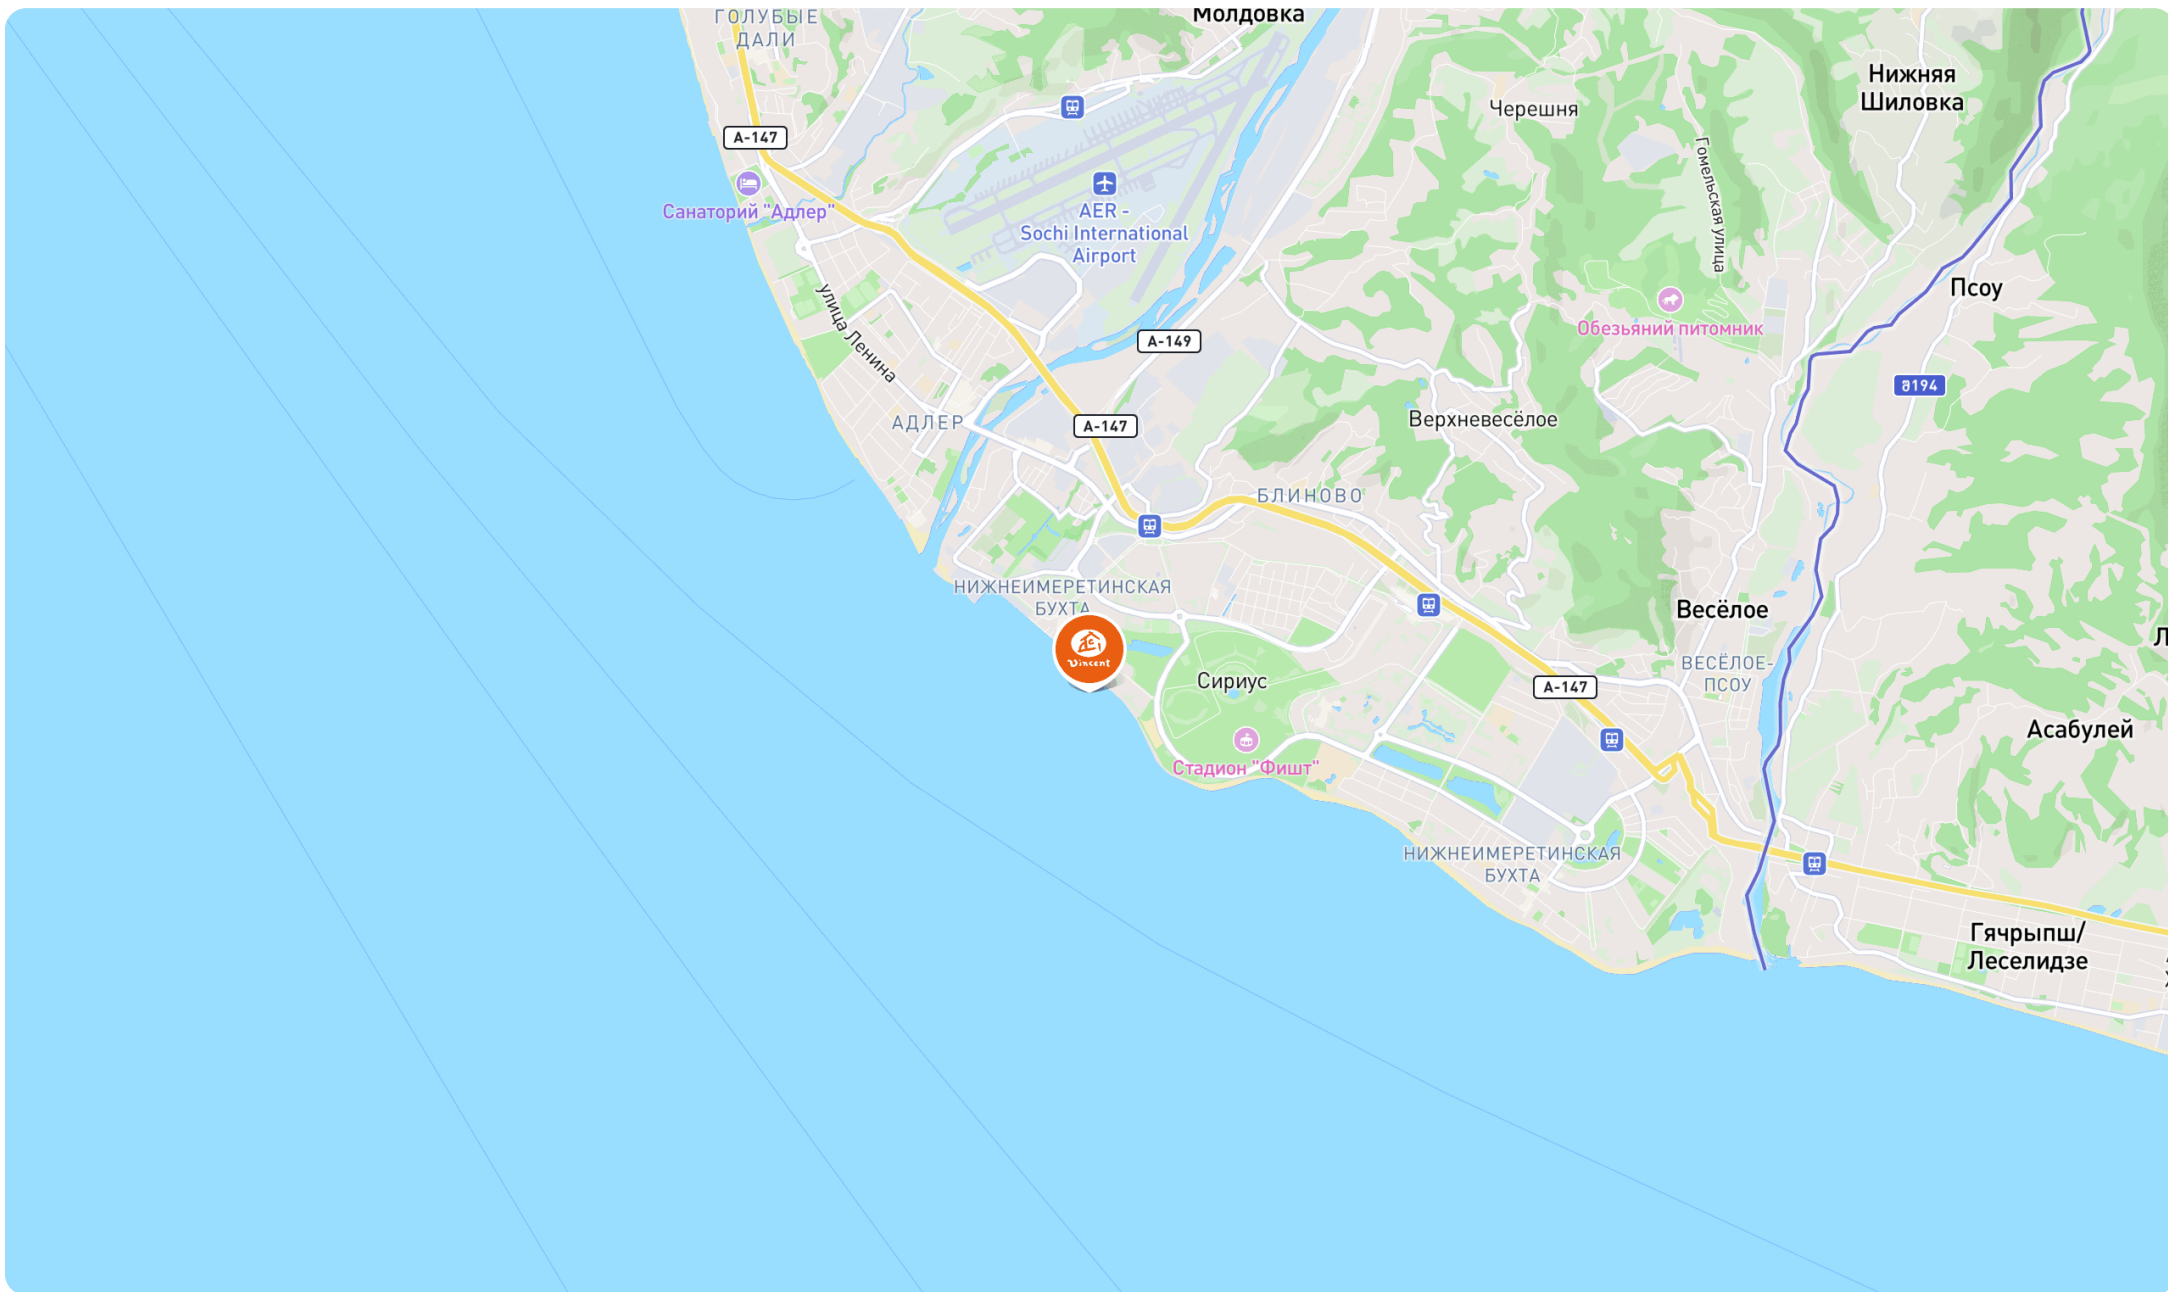 ГОЛУБЫЕ
ДАЛИ
Молдовка
Нижняя
Шиловка
Черешня
A-147
Гомельская улица
Санаторий "Адлер"
AER -
Sochi International
Airport
Псоу
улица Ленина
Обезьяний питомник
A-149
მ194
АДЛЕР
A-147
Верхневесёлое
БЛИНОВО
НИЖНЕИМЕРЕТИНСКАЯ
БУХТА
Весёлое
Vincent
ВЕСЁЛОЕ-
ПСОУ
Сириус
A-147
Асабулей
Стадион "Фишт"
НИЖНЕИМЕРЕТИНСКАЯ
БУХТА
Гячрыпш/
Леселидзе